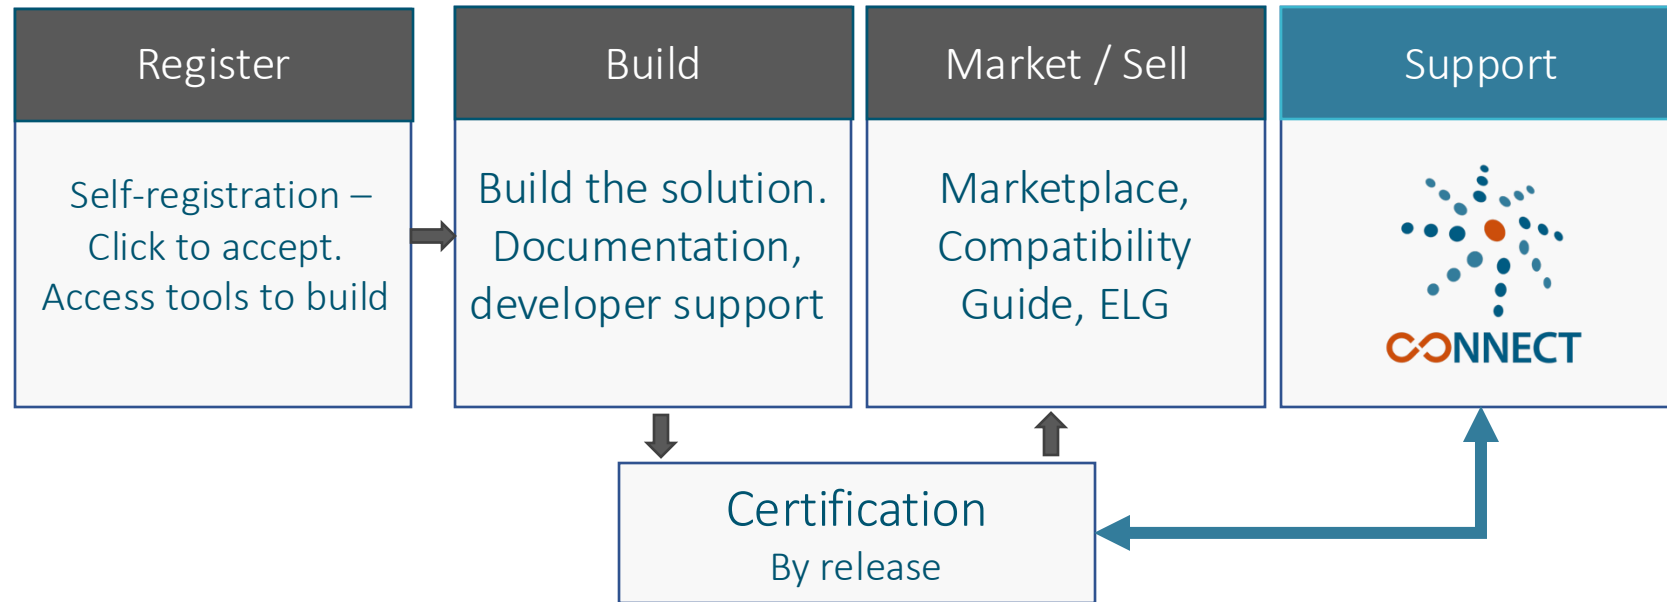 Register
Self-registration –
Click to accept.
Access tools to build
Build
Build the solution.
Documentation,
developer support
Market / Sell
Marketplace,
Compatibility
Guide, ELG
Support
CONNECT
Certification
By release